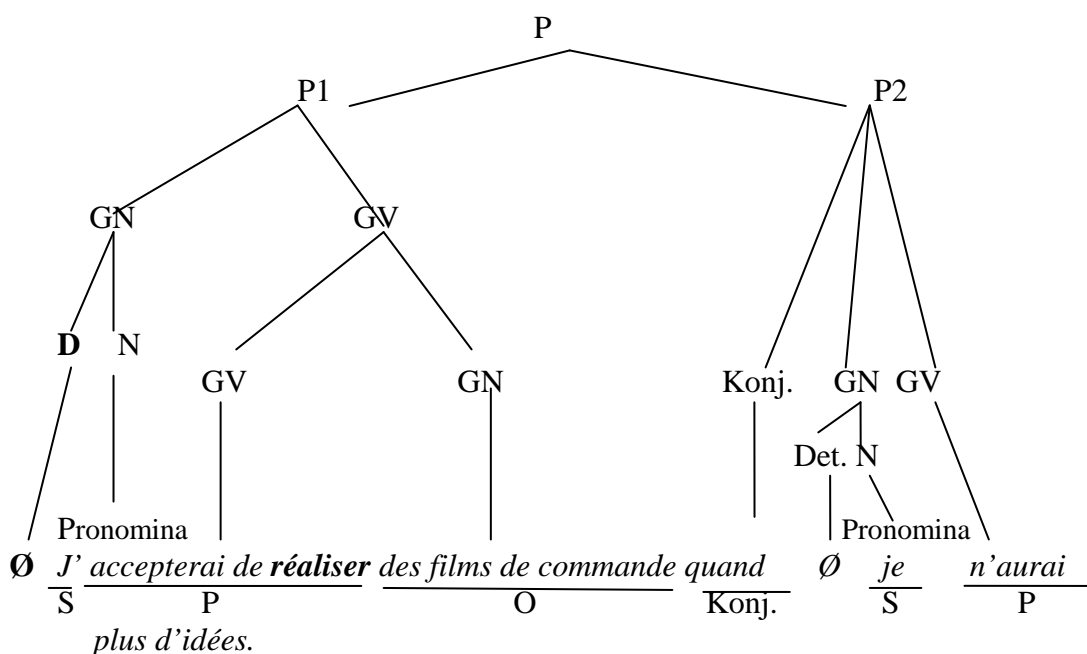 P
P1 P2
GN GV
D N
GV GN Konj. GN GV
Det. N
Pronomina Pronomina
Ø J' accepterai de réaliser des films de commande quand Ø je n'aurai
S P O Konj. S P
plus d'idées.